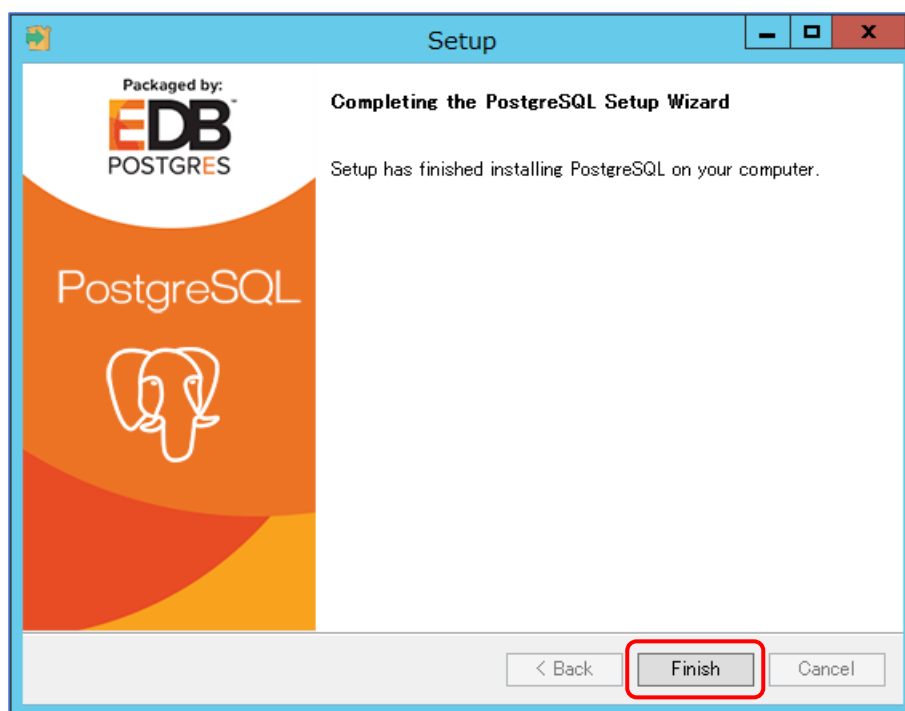 Setup
Packaged by:
EDB
POSTGRES
Completing the PostgreSQL Setup Wizard
Setup has finished installing PostgreSQL on your computer.
PostgreSQL
< Back
Finish
Cancel